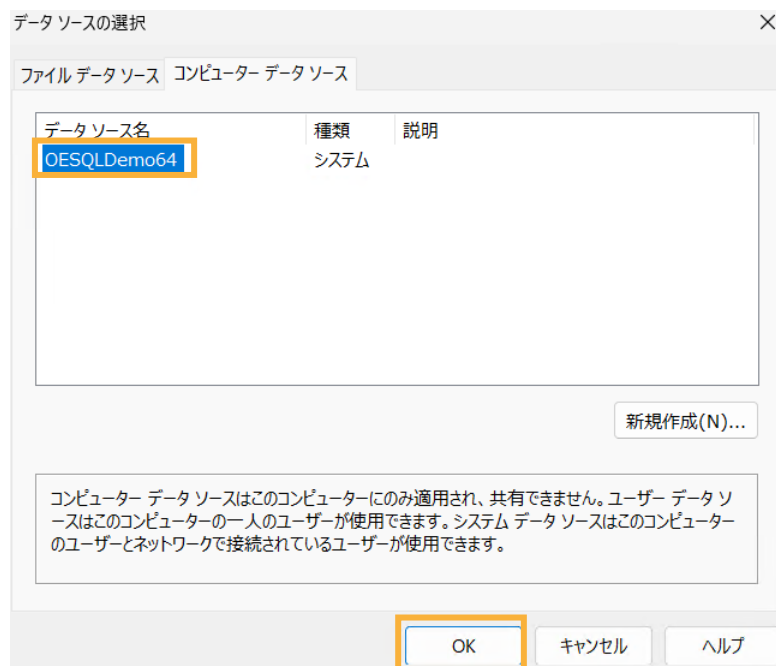 データ ソースの選択
ファイル データ ソース コンピューター データ ソース
データ ソース名 種類 説明
OESQLDemo64 システム
新規作成(N)...
コンピューター データ ソースはこのコンピューターにのみ適用され、共有できません。ユーザー データ ソ
ースはこのコンピューターの一人のユーザーが使用できます。システム データ ソースはこのコンピューター
のユーザーとネットワークで接続されているユーザーが使用できます。
OK キャンセル ヘルプ